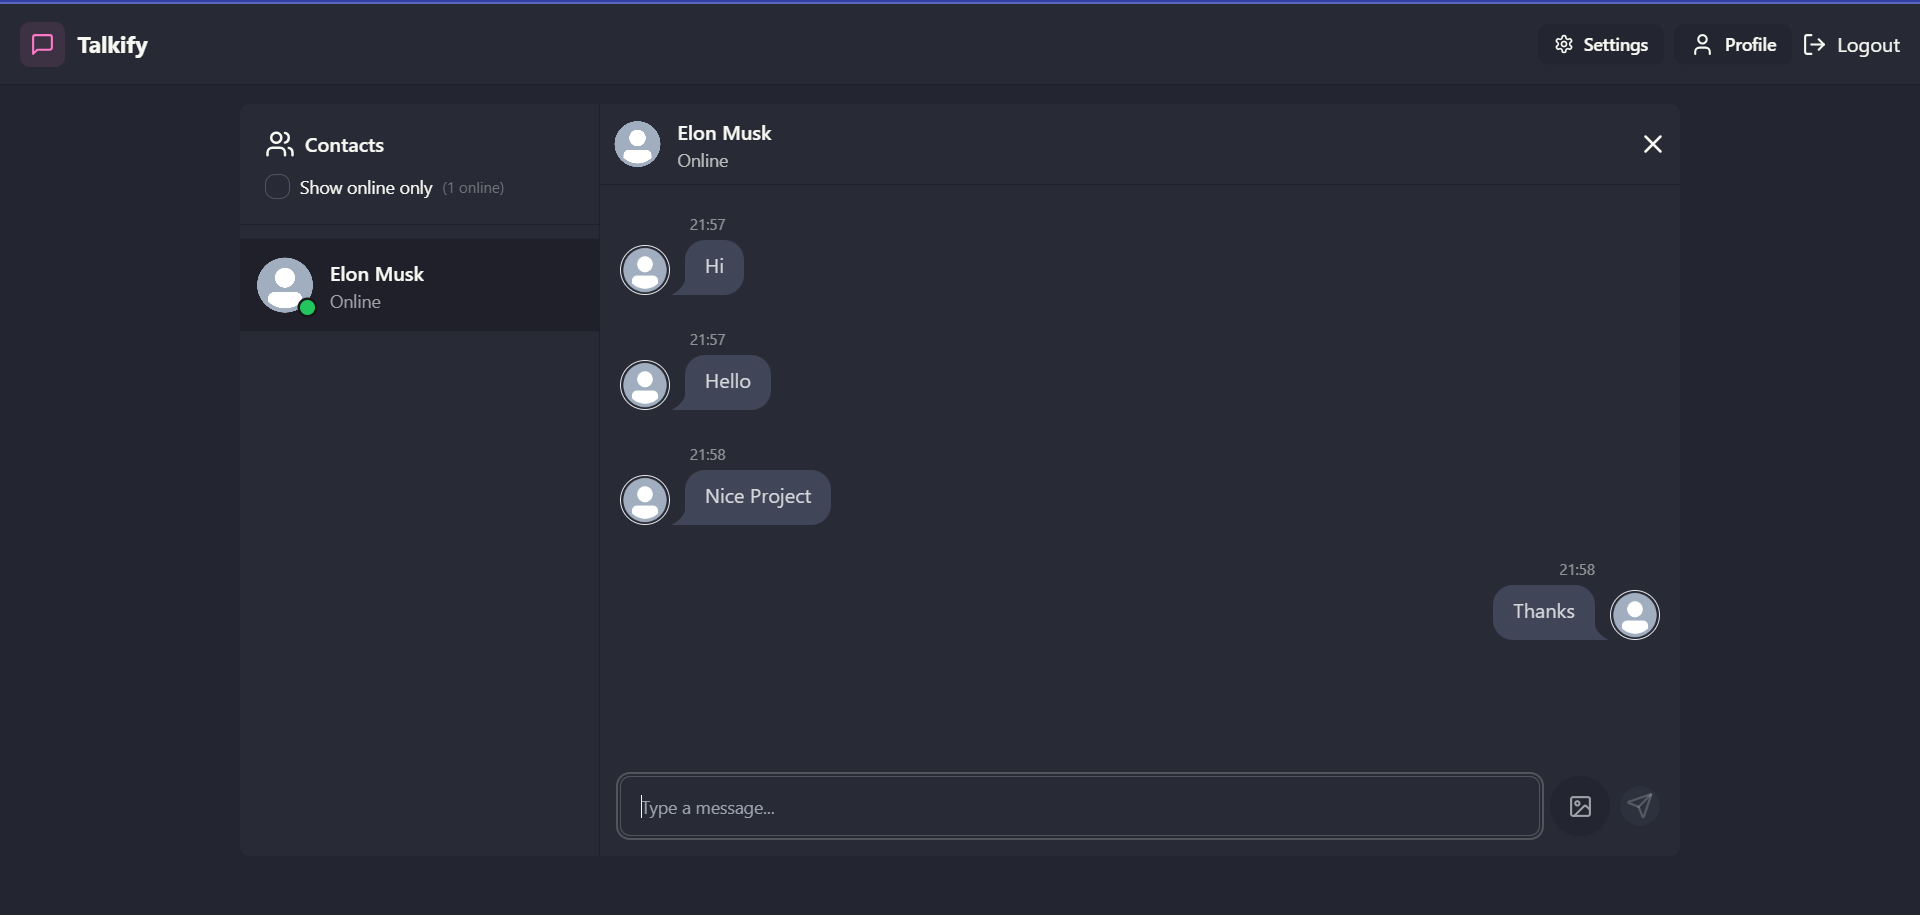 Talkify
Settings
Profile
Logout
Contacts
Show online only (1 online)
Elon Musk
Online
Elon Musk
Online
21:57
Hi
21:57
Hello
21:58
Nice Project
21:58
Thanks
Type a message...